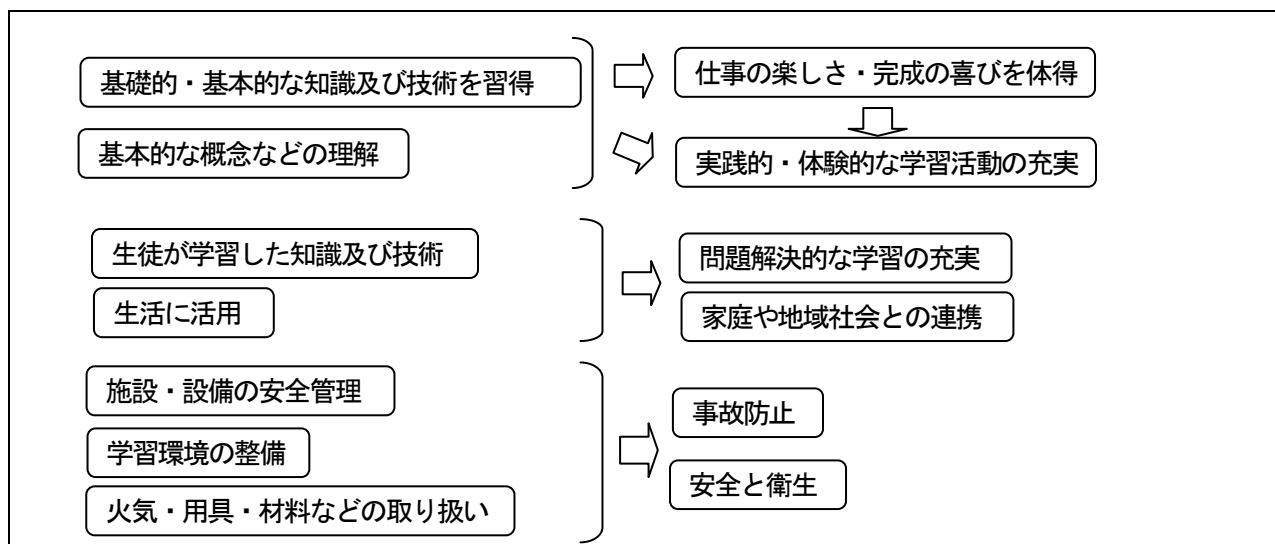 基礎的・基本的な知識及び技術を習得
仕事の楽しさ・完成の喜びを体得
基本的な概念などの理解
実践的・体験的な学習活動の充実
生徒が学習した知識及び技術
問題解決的な学習の充実
生活に活用
家庭や地域社会との連携
施設・設備の安全管理
事故防止
学習環境の整備
安全と衛生
火気・用具・材料などの取り扱い